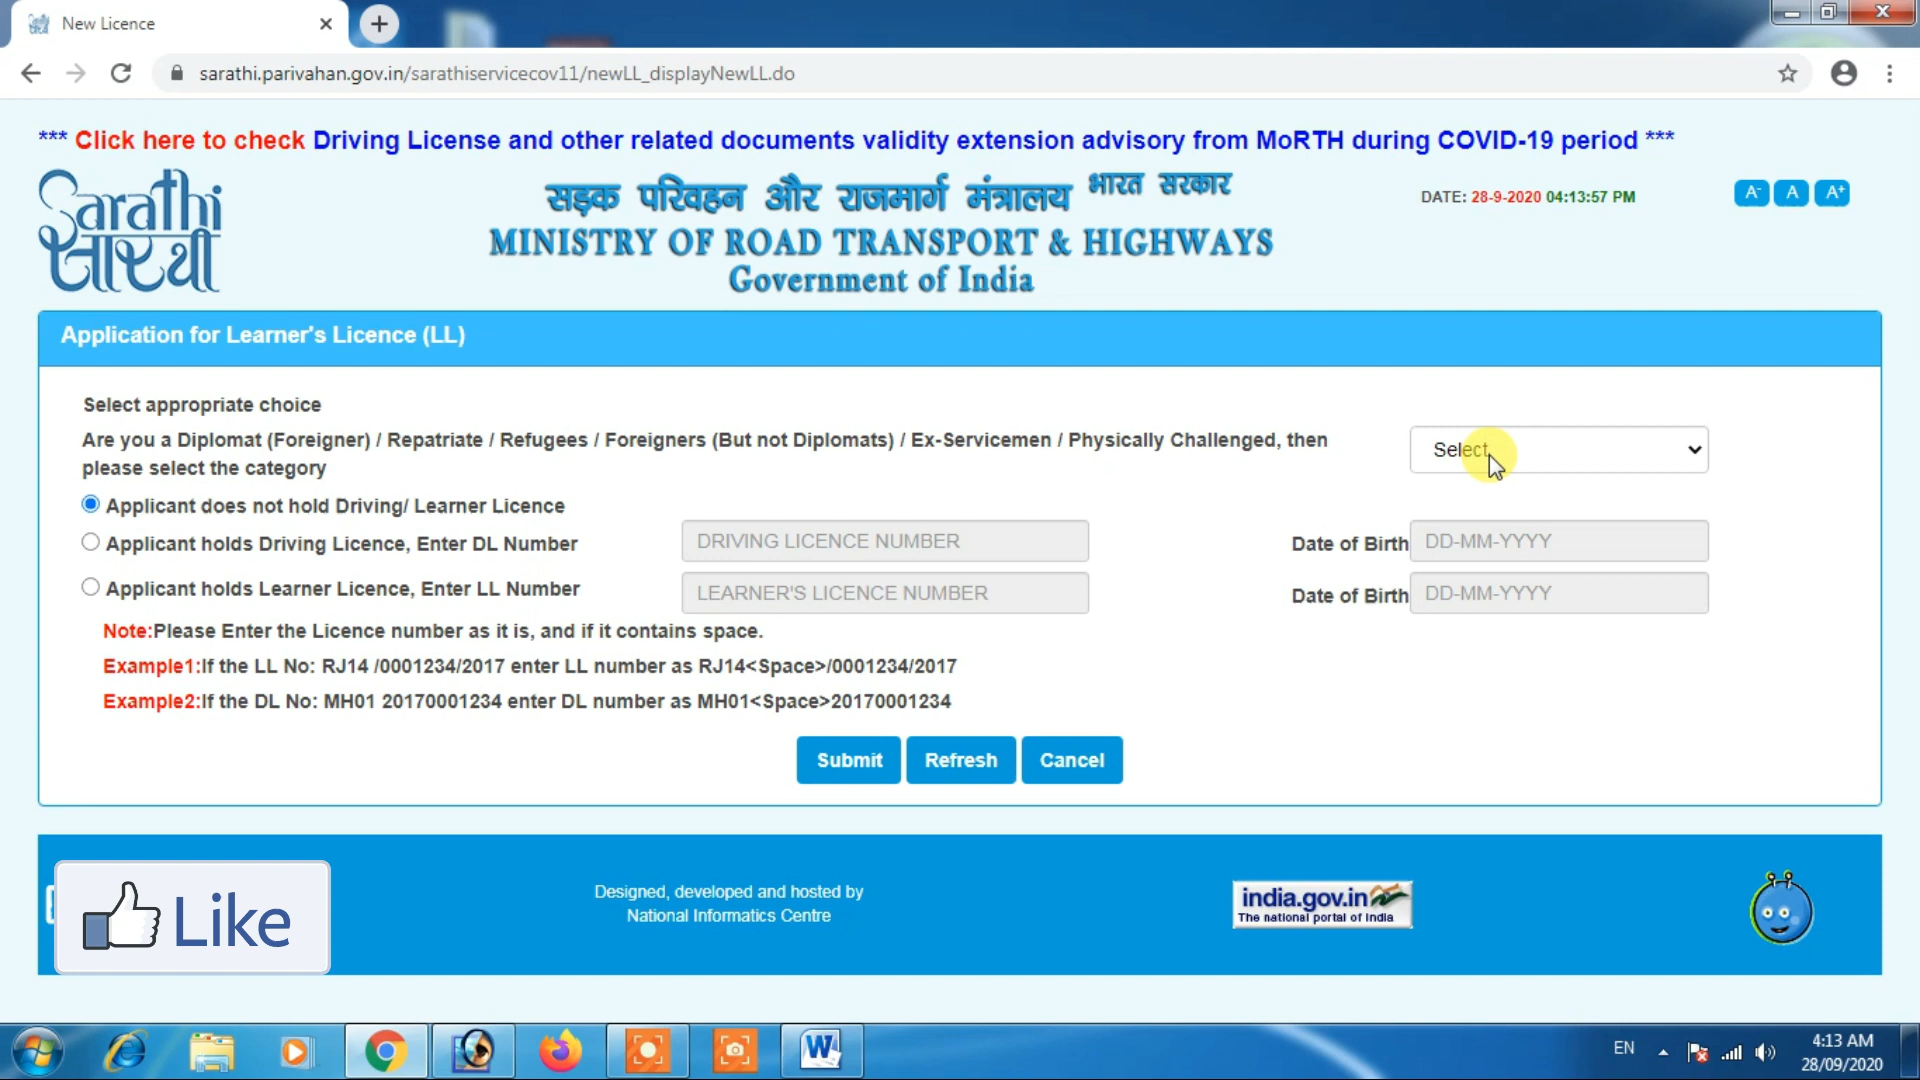 New Licence
sarathi.parivahan.gov.in/sarathiservicecov11/newLL_displayNewLL.do
*** Click here to check Driving License and other related documents validity extension advisory from MoRTH during COVID-19 period ***
Sarathi
सारथी
सड़क परिवहन और राजमार्ग मंत्रालय भारत सरकार
MINISTRY OF ROAD TRANSPORT & HIGHWAYS
Government of India
DATE: 28-9-2020 04:13:57 PM
A- A A+
Application for Learner's Licence (LL)
Select appropriate choice
Are you a Diplomat (Foreigner) / Repatriate / Refugees / Foreigners (But not Diplomats) / Ex-Servicemen / Physically Challenged, then
please select the category
Select
Applicant does not hold Driving/ Learner Licence
Applicant holds Driving Licence, Enter DL Number DRIVING LICENCE NUMBER Date of Birth DD-MM-YYYY
Applicant holds Learner Licence, Enter LL Number LEARNER'S LICENCE NUMBER Date of Birth DD-MM-YYYY
Note:Please Enter the Licence number as it is, and if it contains space.
Example1:If the LL No: RJ14 /0001234/2017 enter LL number as RJ14<Space>/0001234/2017
Example2:If the DL No: MH01 20170001234 enter DL number as MH01<Space>20170001234
Submit Refresh Cancel
Like
Designed, developed and hosted by
National Informatics Centre
india.gov.in
The national portal of India
EN
4:13 AM
28/09/2020